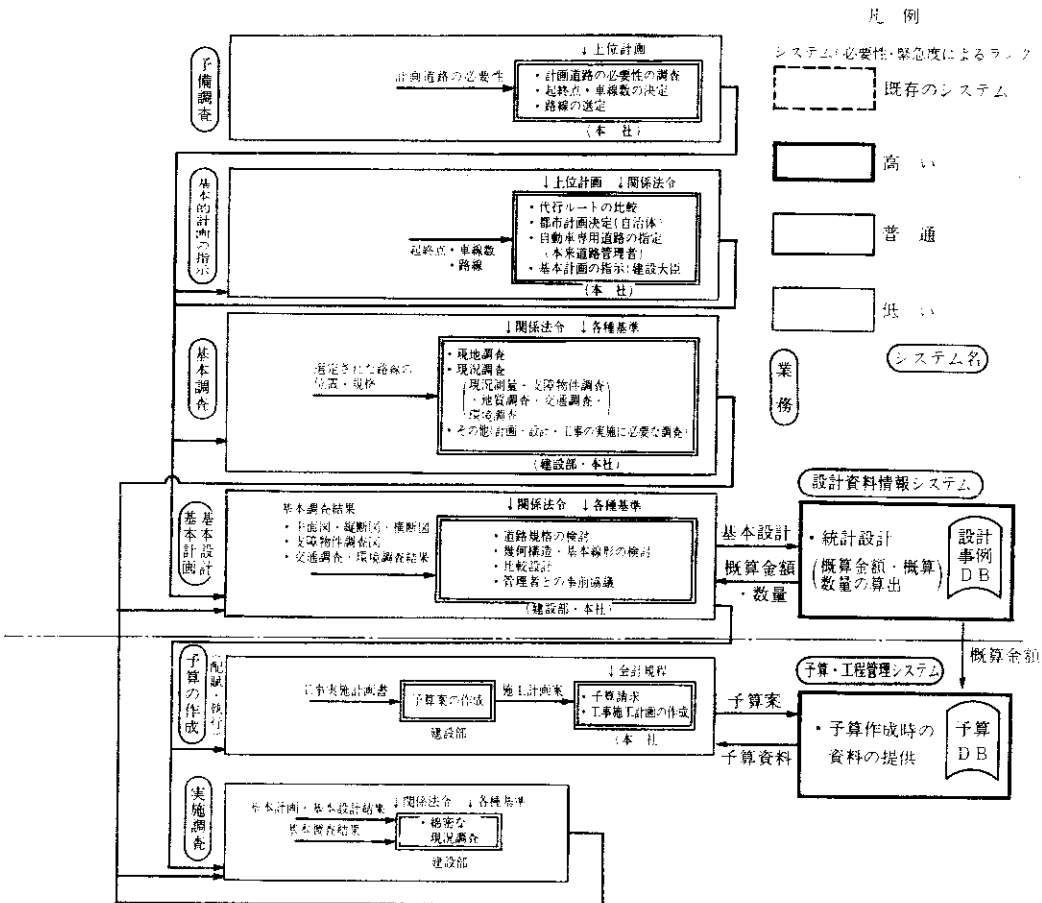 凡 例
システム(必要性・緊急度によるランク
既存のシステム
高 い
普 通
低 い
業務
システム名
予備調査
計画道路の必要性
↓上位計画
・計画道路の必要性の調査
・起終点・車線数の決定
・路線の選定
(本 社)
基本的計画の指示
起終点・車線数
・路線
↓上位計画 ↓関係法令
・代行ルートの比較
・都市計画決定(自治体)
・自動車専用道路の指定
(本来道路管理者)
・基本計画の指示(建設大臣
(本 社)
基本調査
選定された路線の
位置・規格
↓関係法令 ↓各種基準
・現地調査
・現況調査
(現況測量・支障物件調査
・地質調査・交通調査・
環境調査)
・その他(計画・設計・工事の実施に必要な調査)
(建設部・本社)
基本設計
基本計画
基本調査結果
・平面図・縦断図・横断図
・支障物件調査図
・交通調査・環境調査結果
↓関係法令 ↓各種基準
・道路規格の検討
・幾何構造・基本線形の検討
・比較設計
・管理者との事前協議
(建設部・本社)
基本設計
概算金額
・数量
設計資料情報システム
・統計設計
(概算金額・概算
数量の算出)
設計
事例
DB
概算金額
予算の作成
(配賦・執行)
工事実施計画書
予算案の作成
建設部
施工計画案
↓会計規程
・予算請求
・工事施工計画の作成
(本 社
予算案
予算資料
予算・工程管理システム
・予算作成時の
資料の提供
予算
DB
実施調査
基本計画・基本設計結果
基本調査結果
↓関係法令 ↓各種基準
・綿密な
現況調査
建設部